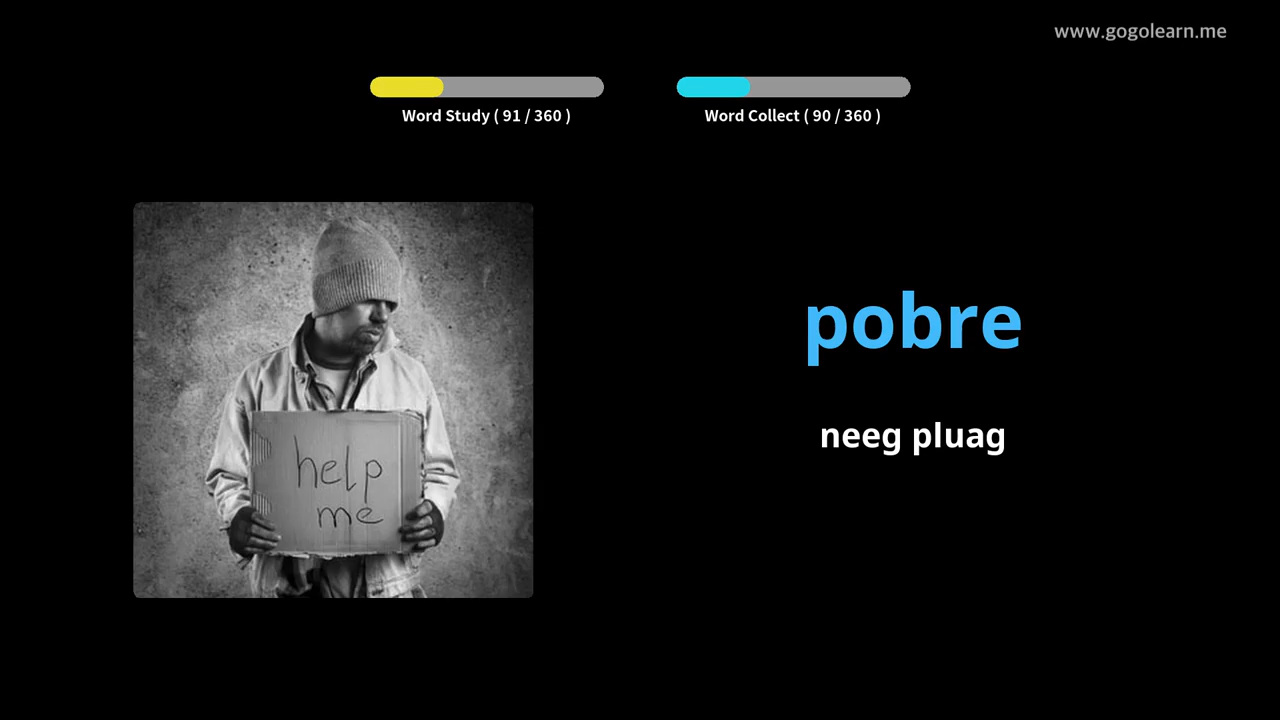 www.gogolearn.me
Word Study ( 91 / 360 )
Word Collect ( 90 / 360 )
help
me
pobre
neeg pluag